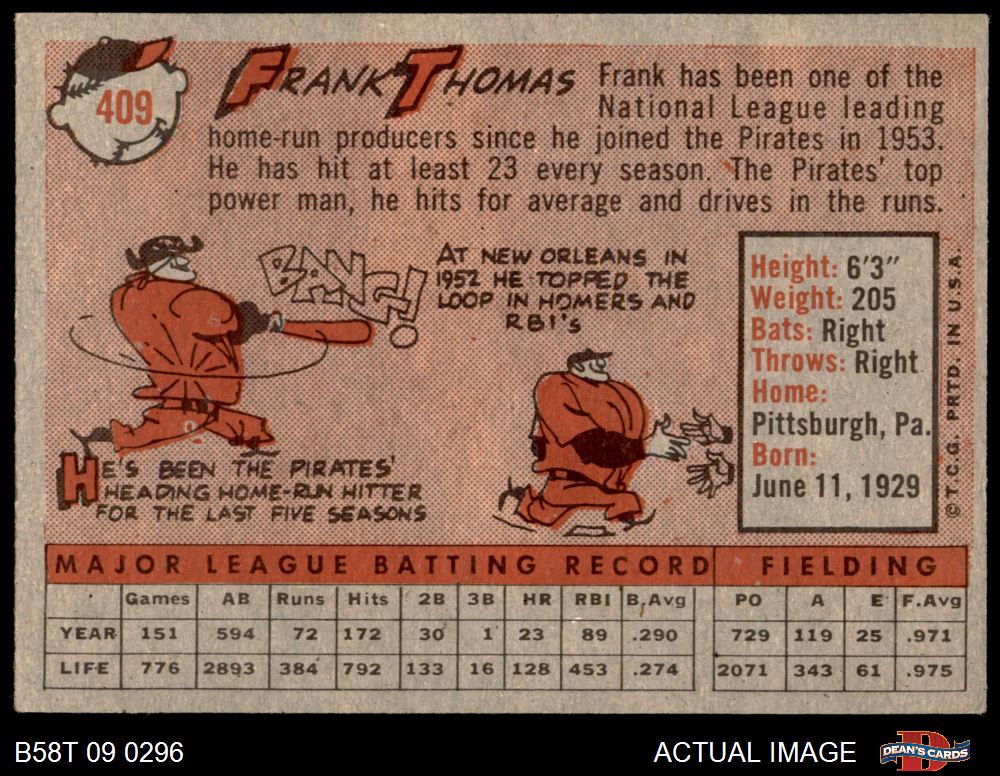 409
FRANK THOMAS
Frank has been one of the
National League leading
home-run producers since he joined the Pirates in 1953.
He has hit at least 23 every season. The Pirates' top
power man, he hits for average and drives in the runs.
BANG!
AT NEW ORLEANS IN
1952 HE TOPPED THE
LOOP IN HOMERS AND
RBI's
HE'S BEEN THE PIRATES'
HEADING HOME-RUN HITTER
FOR THE LAST FIVE SEASONS
Height: 6'3"
Weight: 205
Bats: Right
Throws: Right
Home:
Pittsburgh, Pa.
Born:
June 11, 1929
© T.C.G. PRTD. IN U.S.A.
MAJOR LEAGUE BATTING RECORD FIELDING
Games AB Runs Hits 2B 3B HR RBI B.Avg PO A E F.Avg
YEAR 151 594 72 172 30 1 23 89 .290 729 119 25 .971
LIFE 776 2893 384 792 133 16 128 453 .274 2071 343 61 .975
B58T 09 0296 ACTUAL IMAGE DEAN'S CARDS